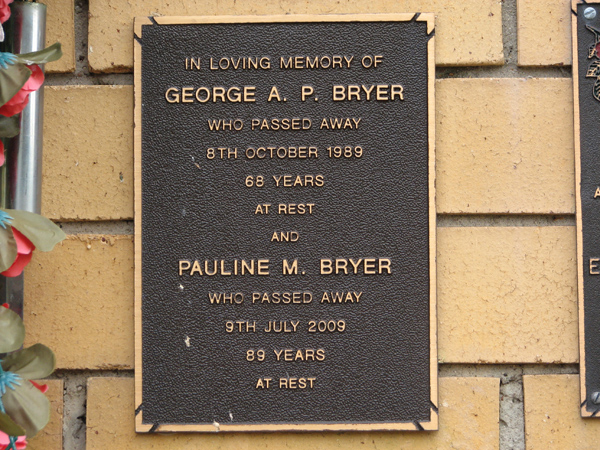 IN LOVING MEMORY OF
GEORGE A. P. BRYER
WHO PASSED AWAY
8TH OCTOBER 1989
68 YEARS
AT REST
AND
PAULINE M. BRYER
WHO PASSED AWAY
9TH JULY 2009
89 YEARS
AT REST